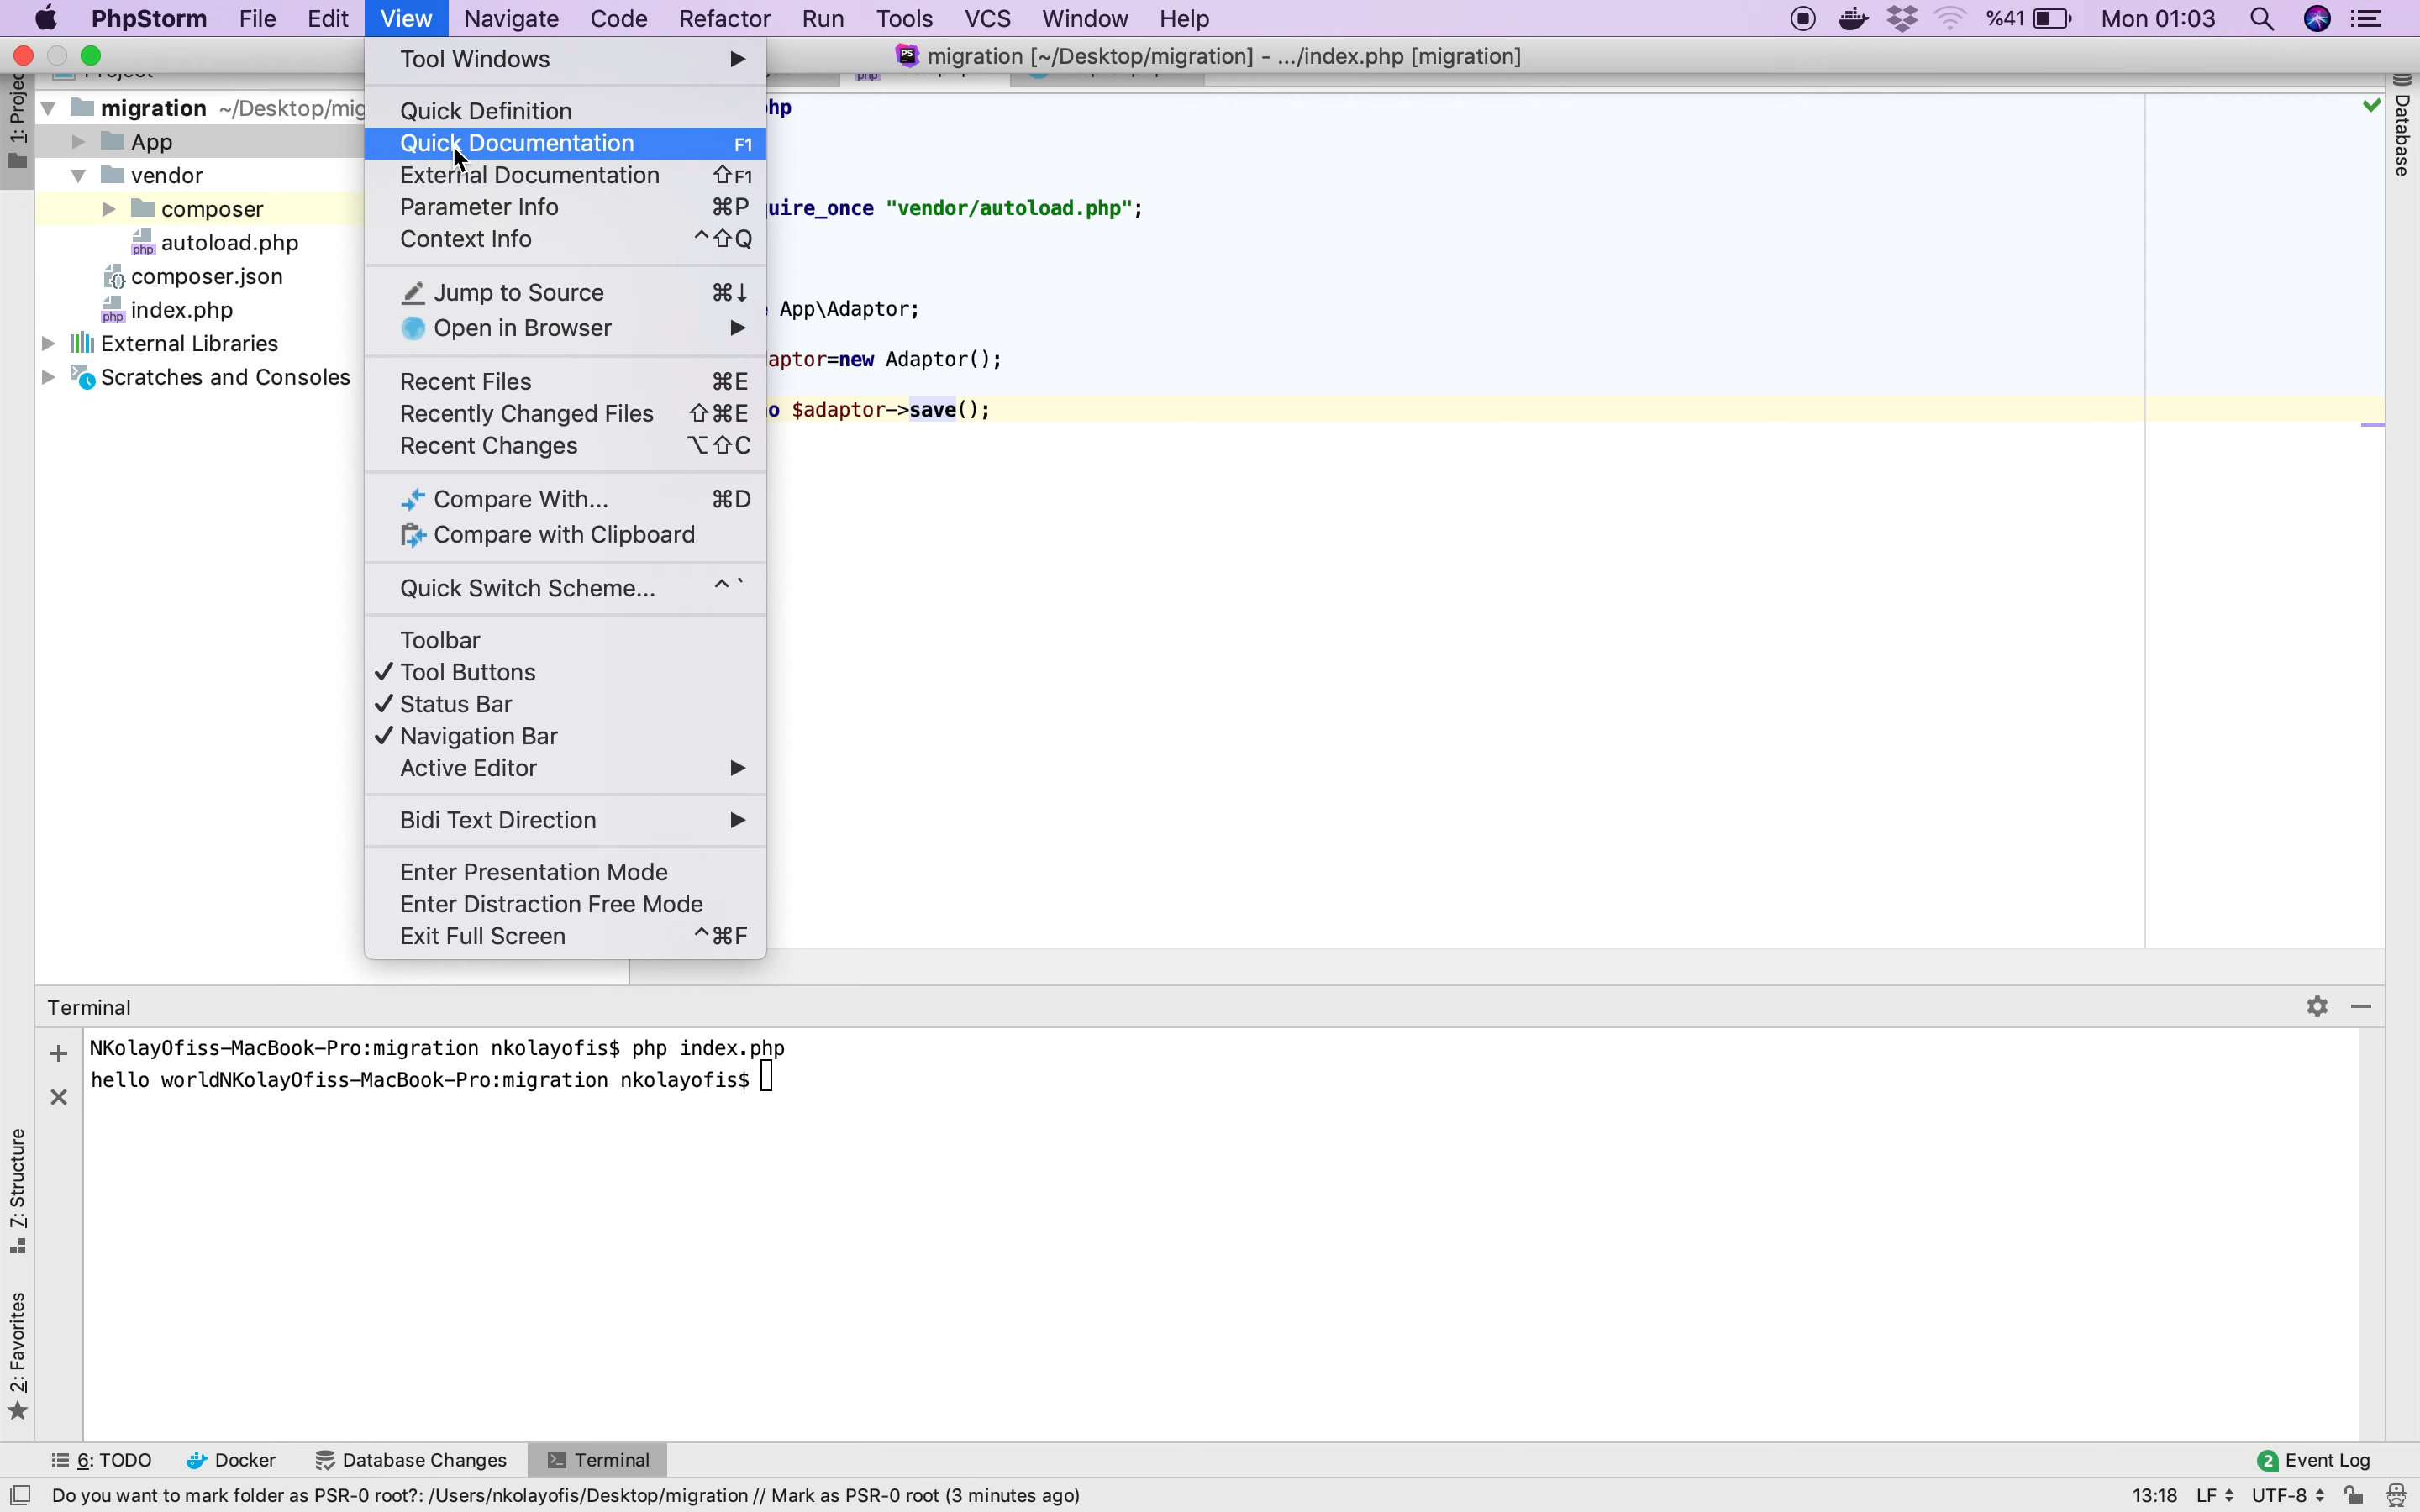 PhpStorm File Edit View Navigate Code Refactor Run Tools VCS Window Help %41 Mon 01:03
migration [~/Desktop/migration] - .../index.php [migration]
1: Project
migration ~/Desktop/mig
App
vendor
composer
autoload.php
composer.json
index.php
External Libraries
Scratches and Consoles
Tool Windows
Quick Definition
Quick Documentation F1
External Documentation ⇧F1
Parameter Info ⌘P
Context Info ^⇧Q
Jump to Source ⌘↓
Open in Browser
Recent Files ⌘E
Recently Changed Files ⇧⌘E
Recent Changes ⌥⇧C
Compare With... ⌘D
Compare with Clipboard
Quick Switch Scheme... ^`
Toolbar
✓ Tool Buttons
✓ Status Bar
✓ Navigation Bar
Active Editor
Bidi Text Direction
Enter Presentation Mode
Enter Distraction Free Mode
Exit Full Screen ^⌘F
hp
uire_once "vendor/autoload.php";
App\Adaptor;
aptor=new Adaptor();
o $adaptor->save();
Database
Terminal
NKolayOfiss-MacBook-Pro:migration nkolayofis$ php index.php
hello worldNKolayOfiss-MacBook-Pro:migration nkolayofis$
7: Structure
2: Favorites
6: TODO Docker Database Changes Terminal 2 Event Log
Do you want to mark folder as PSR-0 root?: /Users/nkolayofis/Desktop/migration // Mark as PSR-0 root (3 minutes ago) 13:18 LF UTF-8